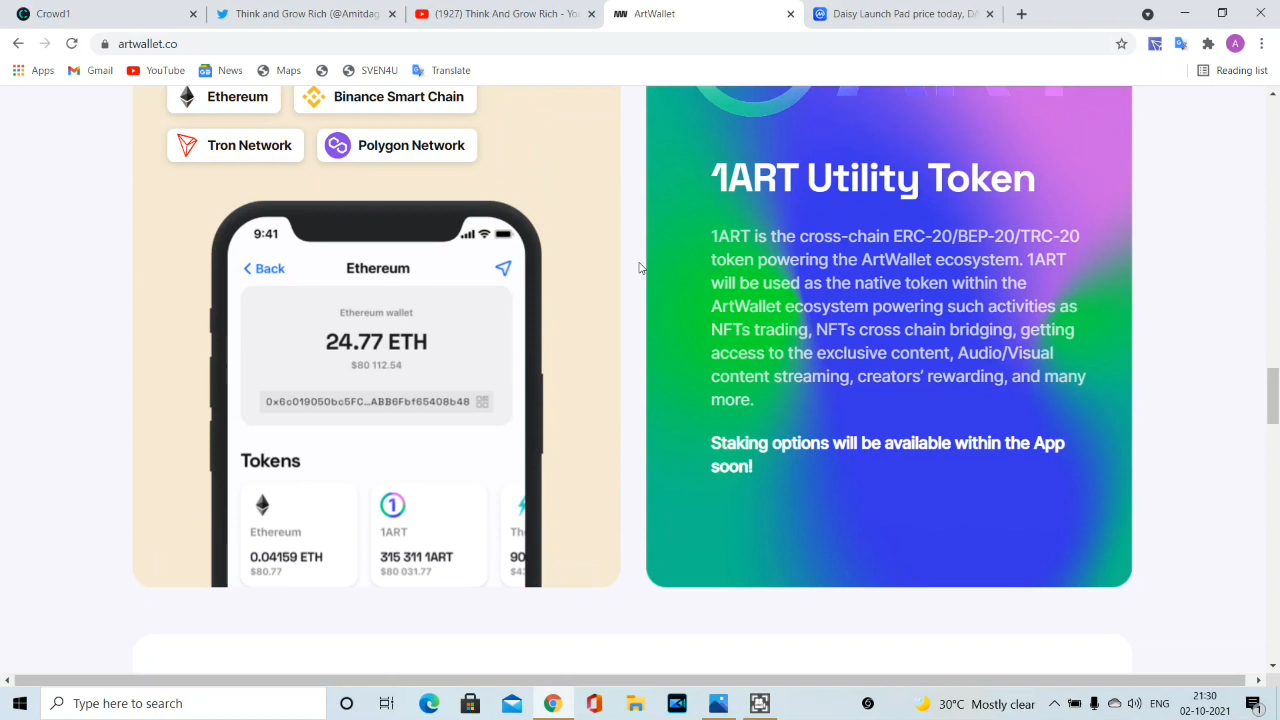 Crowd1
Think and Grow Rich (@Amitdag
(1927) Think And Grow Rich - You
ArtWallet
Daisy Launch Pad price today, DA
artwallet.co
A
Apps
Gmail
YouTube
News
Maps
SVEN4U
Translate
Reading list
Ethereum
Binance Smart Chain
Tron Network
Polygon Network
9:41
Back
Ethereum
Ethereum wallet
24.77 ETH
$80 112.54
0x6c019050bc5FC...ABB6Fbf65408b48
Tokens
Ethereum
0.04159 ETH
$80.77
1ART
315 311 1ART
$80 031.77
1ART Utility Token
1ART is the cross-chain ERC-20/BEP-20/TRC-20
token powering the ArtWallet ecosystem. 1ART
will be used as the native token within the
ArtWallet ecosystem powering such activities as
NFTs trading, NFTs cross chain bridging, getting
access to the exclusive content, Audio/Visual
content streaming, creators’ rewarding, and many
more.
Staking options will be available within the App
soon!
Type here to search
30°C Mostly clear
ENG
21:30
02-10-2021
1